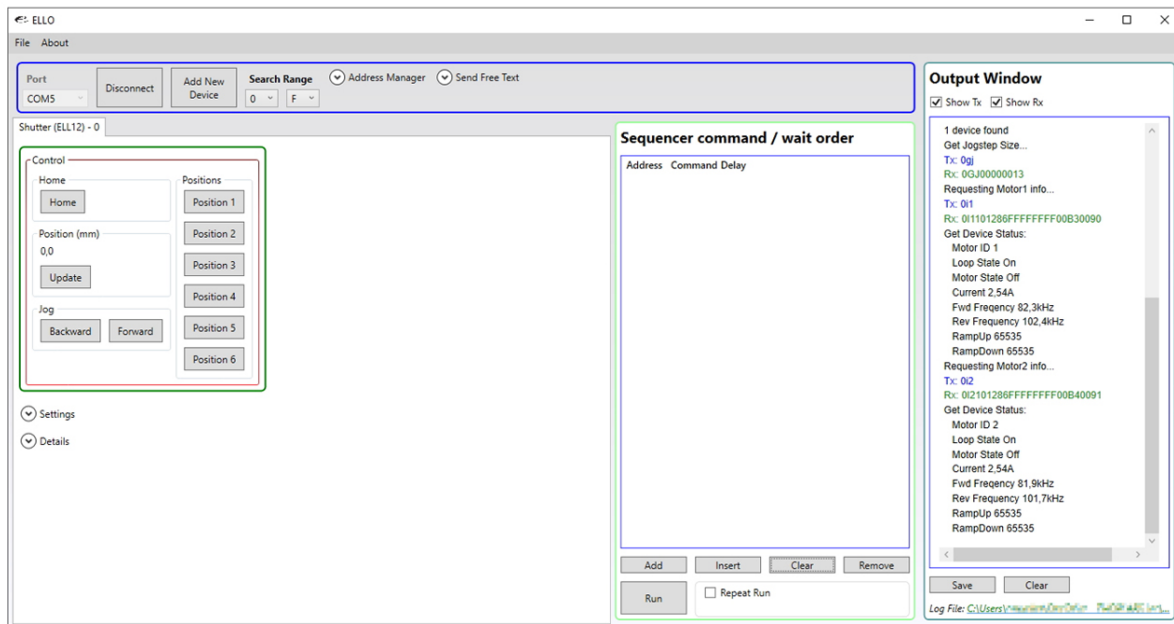 ELLO
File About
Port
COM5
Disconnect
Add New Device
Search Range
0 F
Address Manager
Send Free Text
Shutter (ELL12) - 0
Control
Home
Home
Position (mm)
0,0
Update
Jog
Backward Forward
Positions
Position 1
Position 2
Position 3
Position 4
Position 5
Position 6
Settings
Details
Sequencer command / wait order
Address Command Delay
Add Insert Clear Remove
Run
Repeat Run
Output Window
Show Tx Show Rx
1 device found
Get Jogstep Size...
Tx: 0gj
Rx: 0GJ00000013
Requesting Motor1 info...
Tx: 0i1
Rx: 0I1101286FFFFFFFF00B30090
Get Device Status:
Motor ID 1
Loop State On
Motor State Off
Current 2,54A
Fwd Freqency 82,3kHz
Rev Frequency 102,4kHz
RampUp 65535
RampDown 65535
Requesting Motor2 info...
Tx: 0i2
Rx: 0I2101286FFFFFFFF00B40091
Get Device Status:
Motor ID 2
Loop State On
Motor State Off
Current 2,54A
Fwd Freqency 81,9kHz
Rev Frequency 101,7kHz
RampUp 65535
RampDown 65535
Save Clear
Log File: C:\Users\